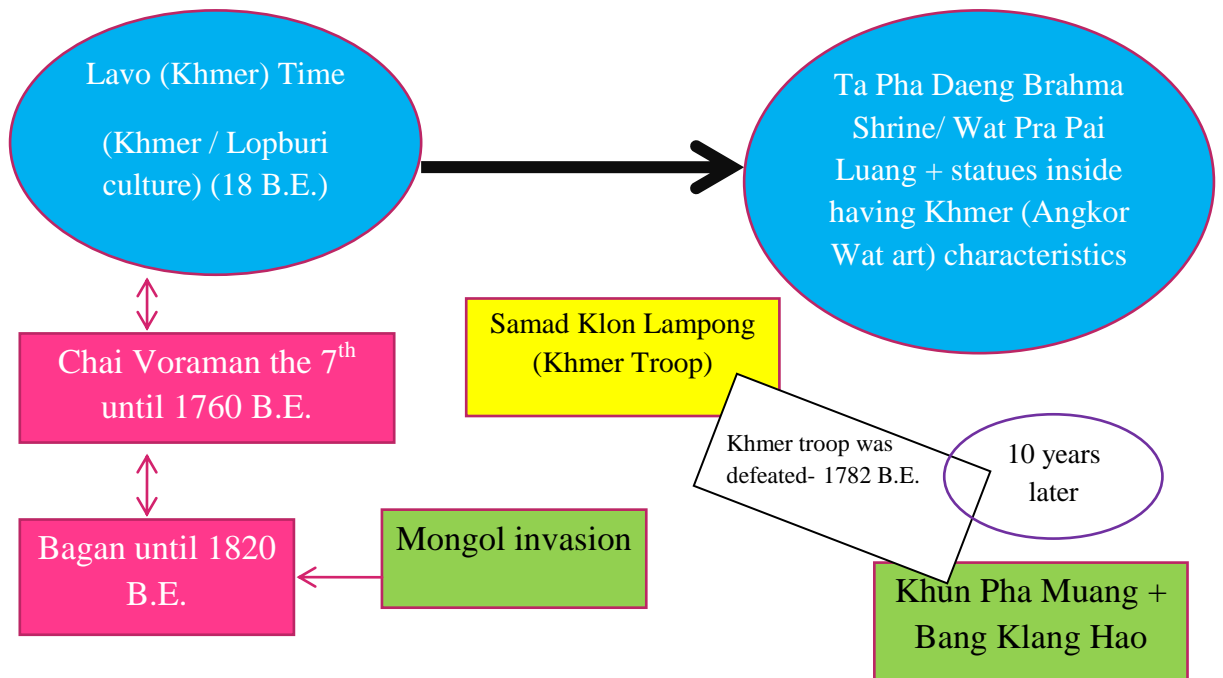 Lavo (Khmer) Time
(Khmer / Lopburi
culture) (18 B.E.)
Ta Pha Daeng Brahma
Shrine/ Wat Pra Pai
Luang + statues inside
having Khmer (Angkor
Wat art) characteristics
Chai Voraman the 7th
until 1760 B.E.
Samad Klon Lampong
(Khmer Troop)
Khmer troop was
defeated- 1782 B.E.
10 years
later
Bagan until 1820
B.E.
Mongol invasion
Khun Pha Muang +
Bang Klang Hao